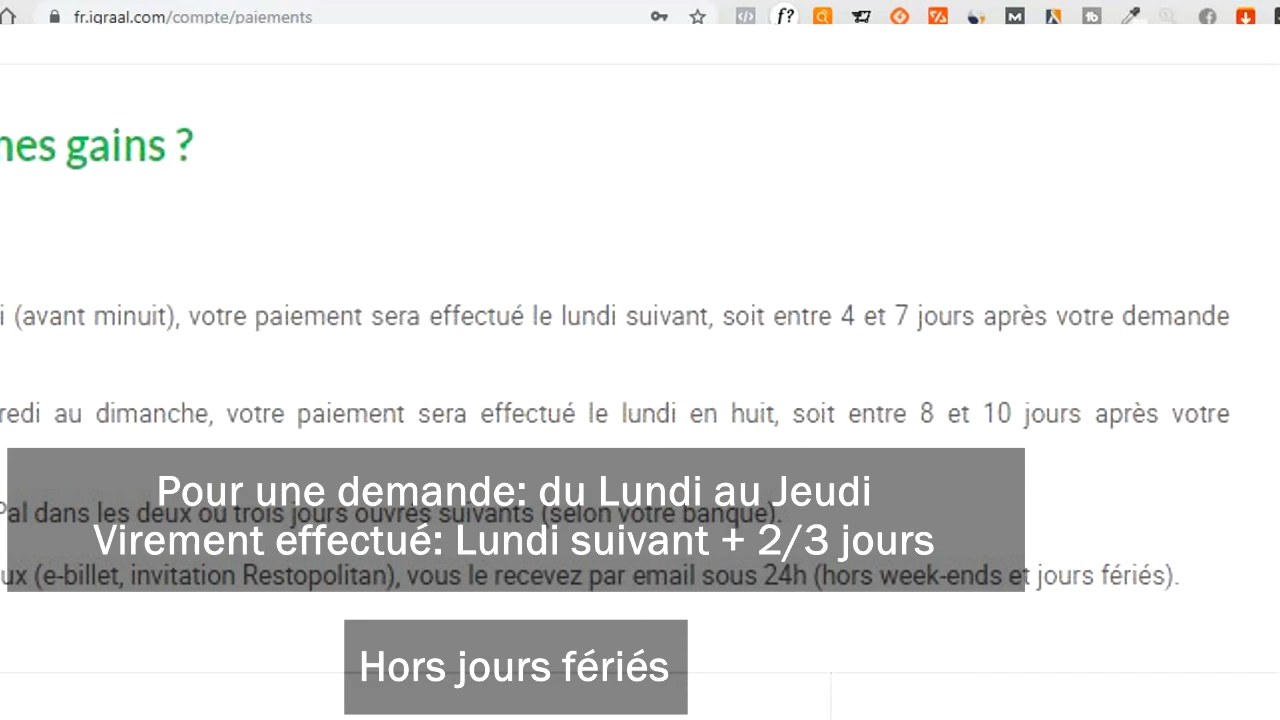 fr.igraal.com/compte/paiements
mes gains ?
i (avant minuit), votre paiement sera effectué le lundi suivant, soit entre 4 et 7 jours après votre demande
redi au dimanche, votre paiement sera effectué le lundi en huit, soit entre 8 et 10 jours après votre
Pour une demande: du Lundi au Jeudi
Pal dans les deux ou trois jours ouvrés suivants (selon votre banque).
Virement effectué: Lundi suivant + 2/3 jours
ux (e-billet, invitation Restopolitan), vous le recevez par email sous 24h (hors week-ends et jours fériés).
Hors jours fériés